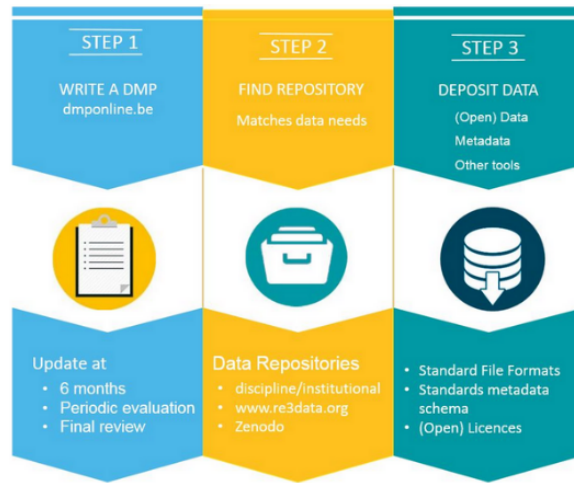 STEP 1
WRITE A DMP
dmponline.be
Update at
• 6 months
• Periodic evaluation
• Final review
STEP 2
FIND REPOSITORY
Matches data needs
Data Repositories
• discipline/institutional
• www.re3data.org
• Zenodo
STEP 3
DEPOSIT DATA
(Open) Data
Metadata
Other tools
• Standard File Formats
• Standards metadata
schema
• (Open) Licences